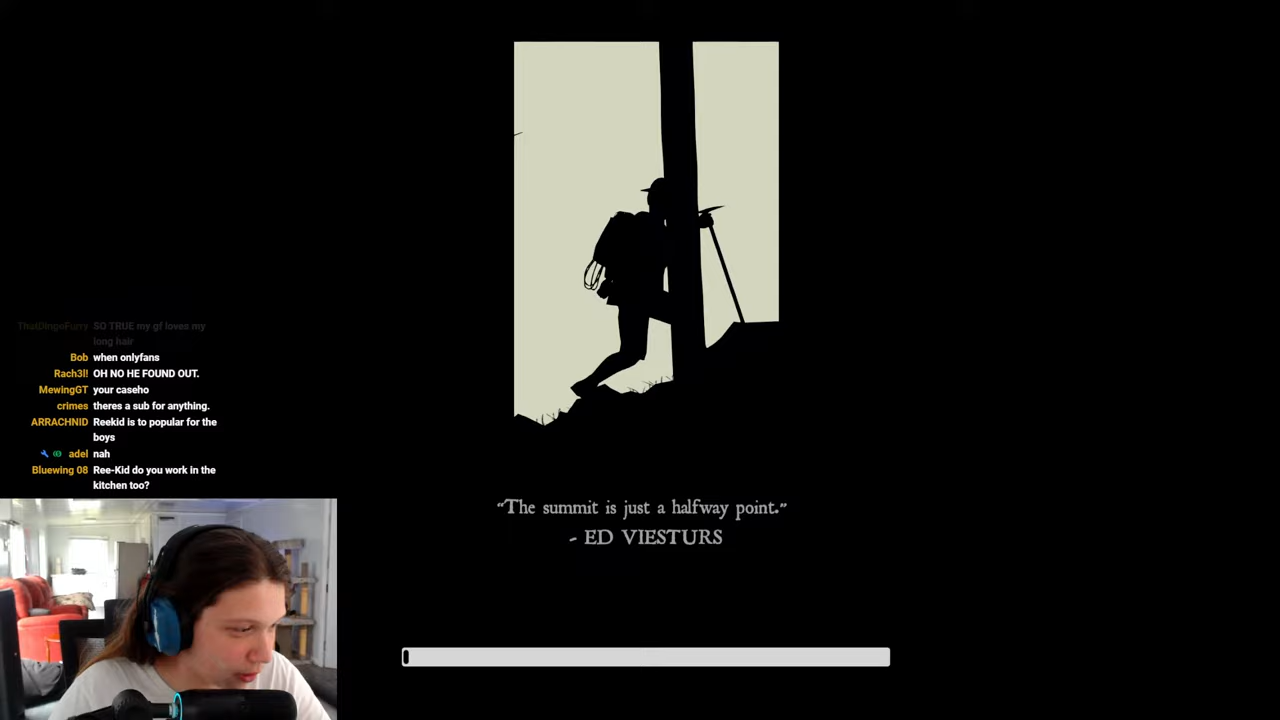 ThatDingoFurry SO TRUE my gf loves my
long hair
Bob when onlyfans
Rach3l! OH NO HE FOUND OUT.
MewingGT your caseho
crimes theres a sub for anything.
ARRACHNID Reekid is to popular for the
boys
adel nah
Bluewing 08 Ree-Kid do you work in the
kitchen too?
“The summit is just a halfway point.”
- ED VIESTURS